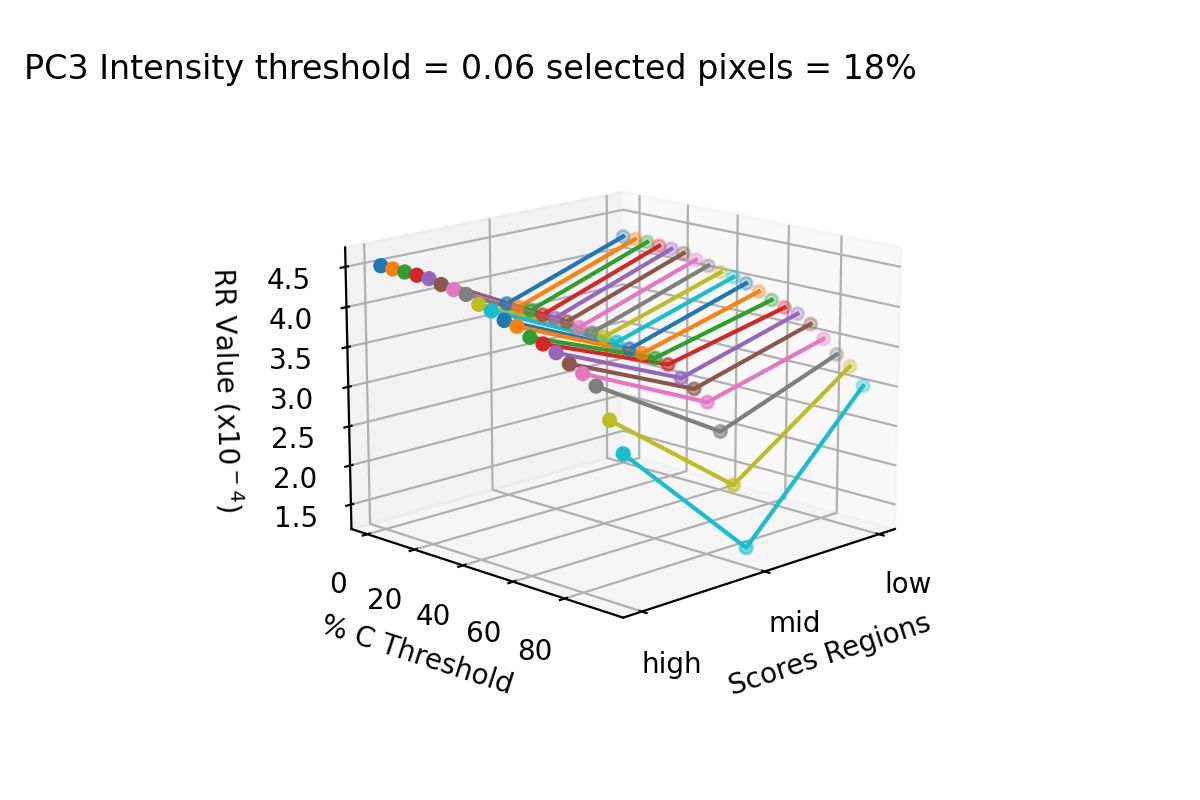 PC3 Intensity threshold = 0.06 selected pixels = 18%
RR Value (x10⁻⁴)
4.5
4.0
3.5
3.0
2.5
2.0
1.5
0
20
40
60
80
% C Threshold
high
mid
low
Scores Regions